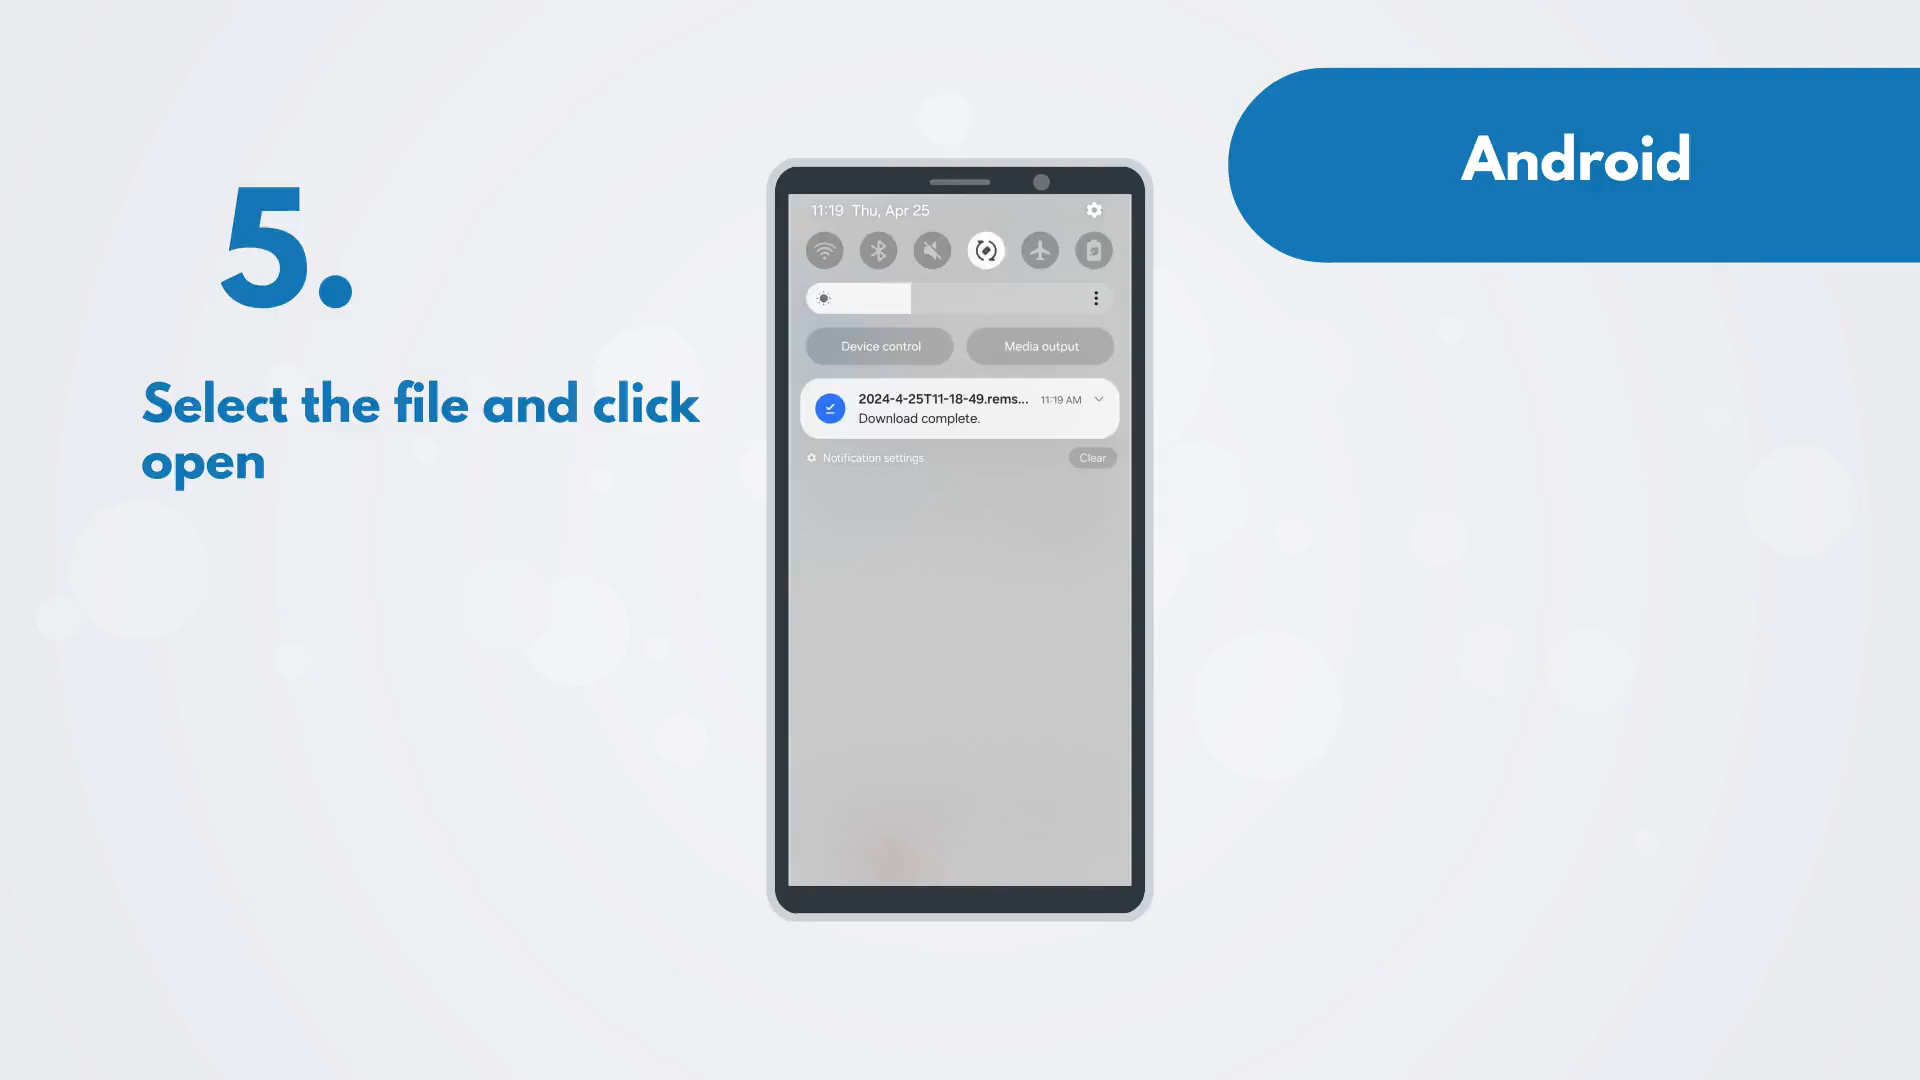 Android
5.
Select the file and click
open
11:19 Thu, Apr 25
Device control
Media output
2024-4-25T11-18-49.rems... 11:19 AM
Download complete.
Notification settings
Clear